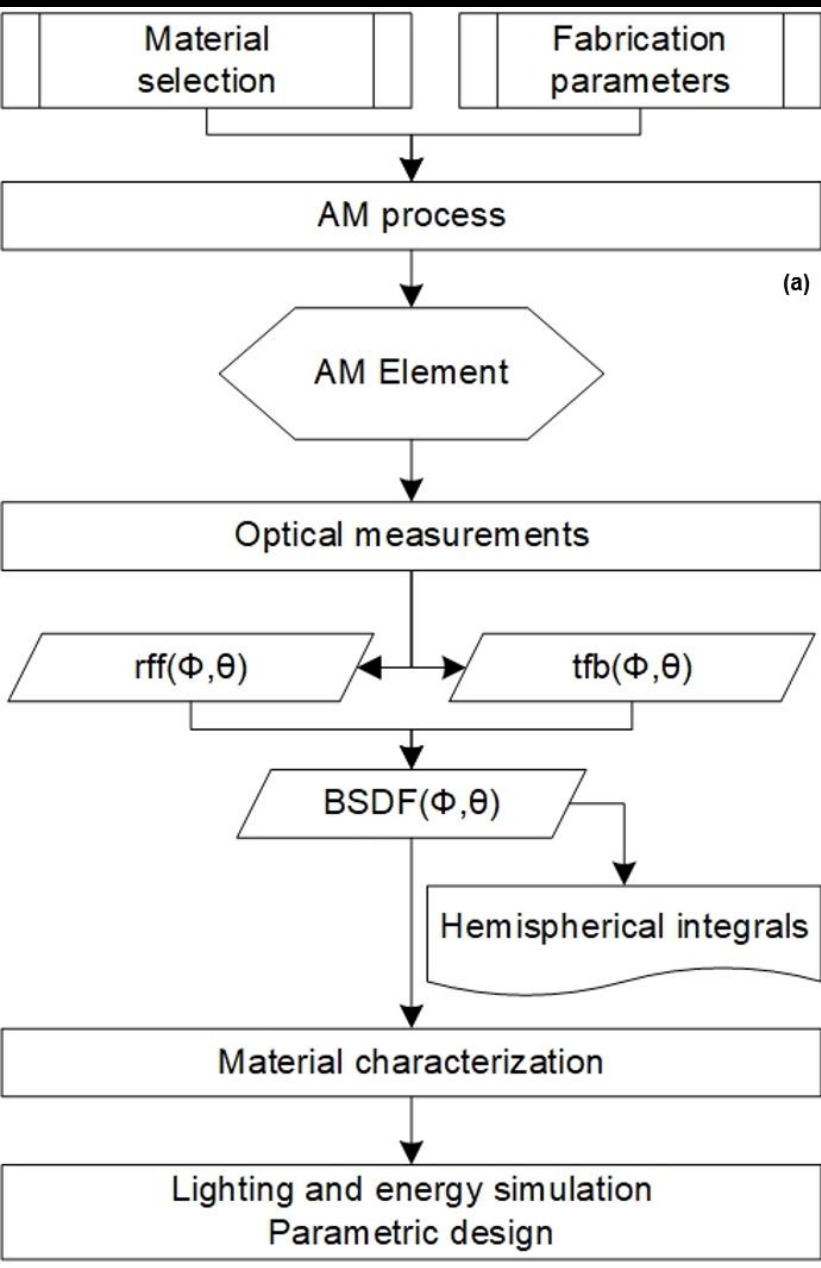 Material
selection
Fabrication
parameters
AM process
(a)
AM Element
Optical measurements
rff(Φ,θ)
tfb(Φ,θ)
BSDF(Φ,θ)
Hemispherical integrals
Material characterization
Lighting and energy simulation
Parametric design